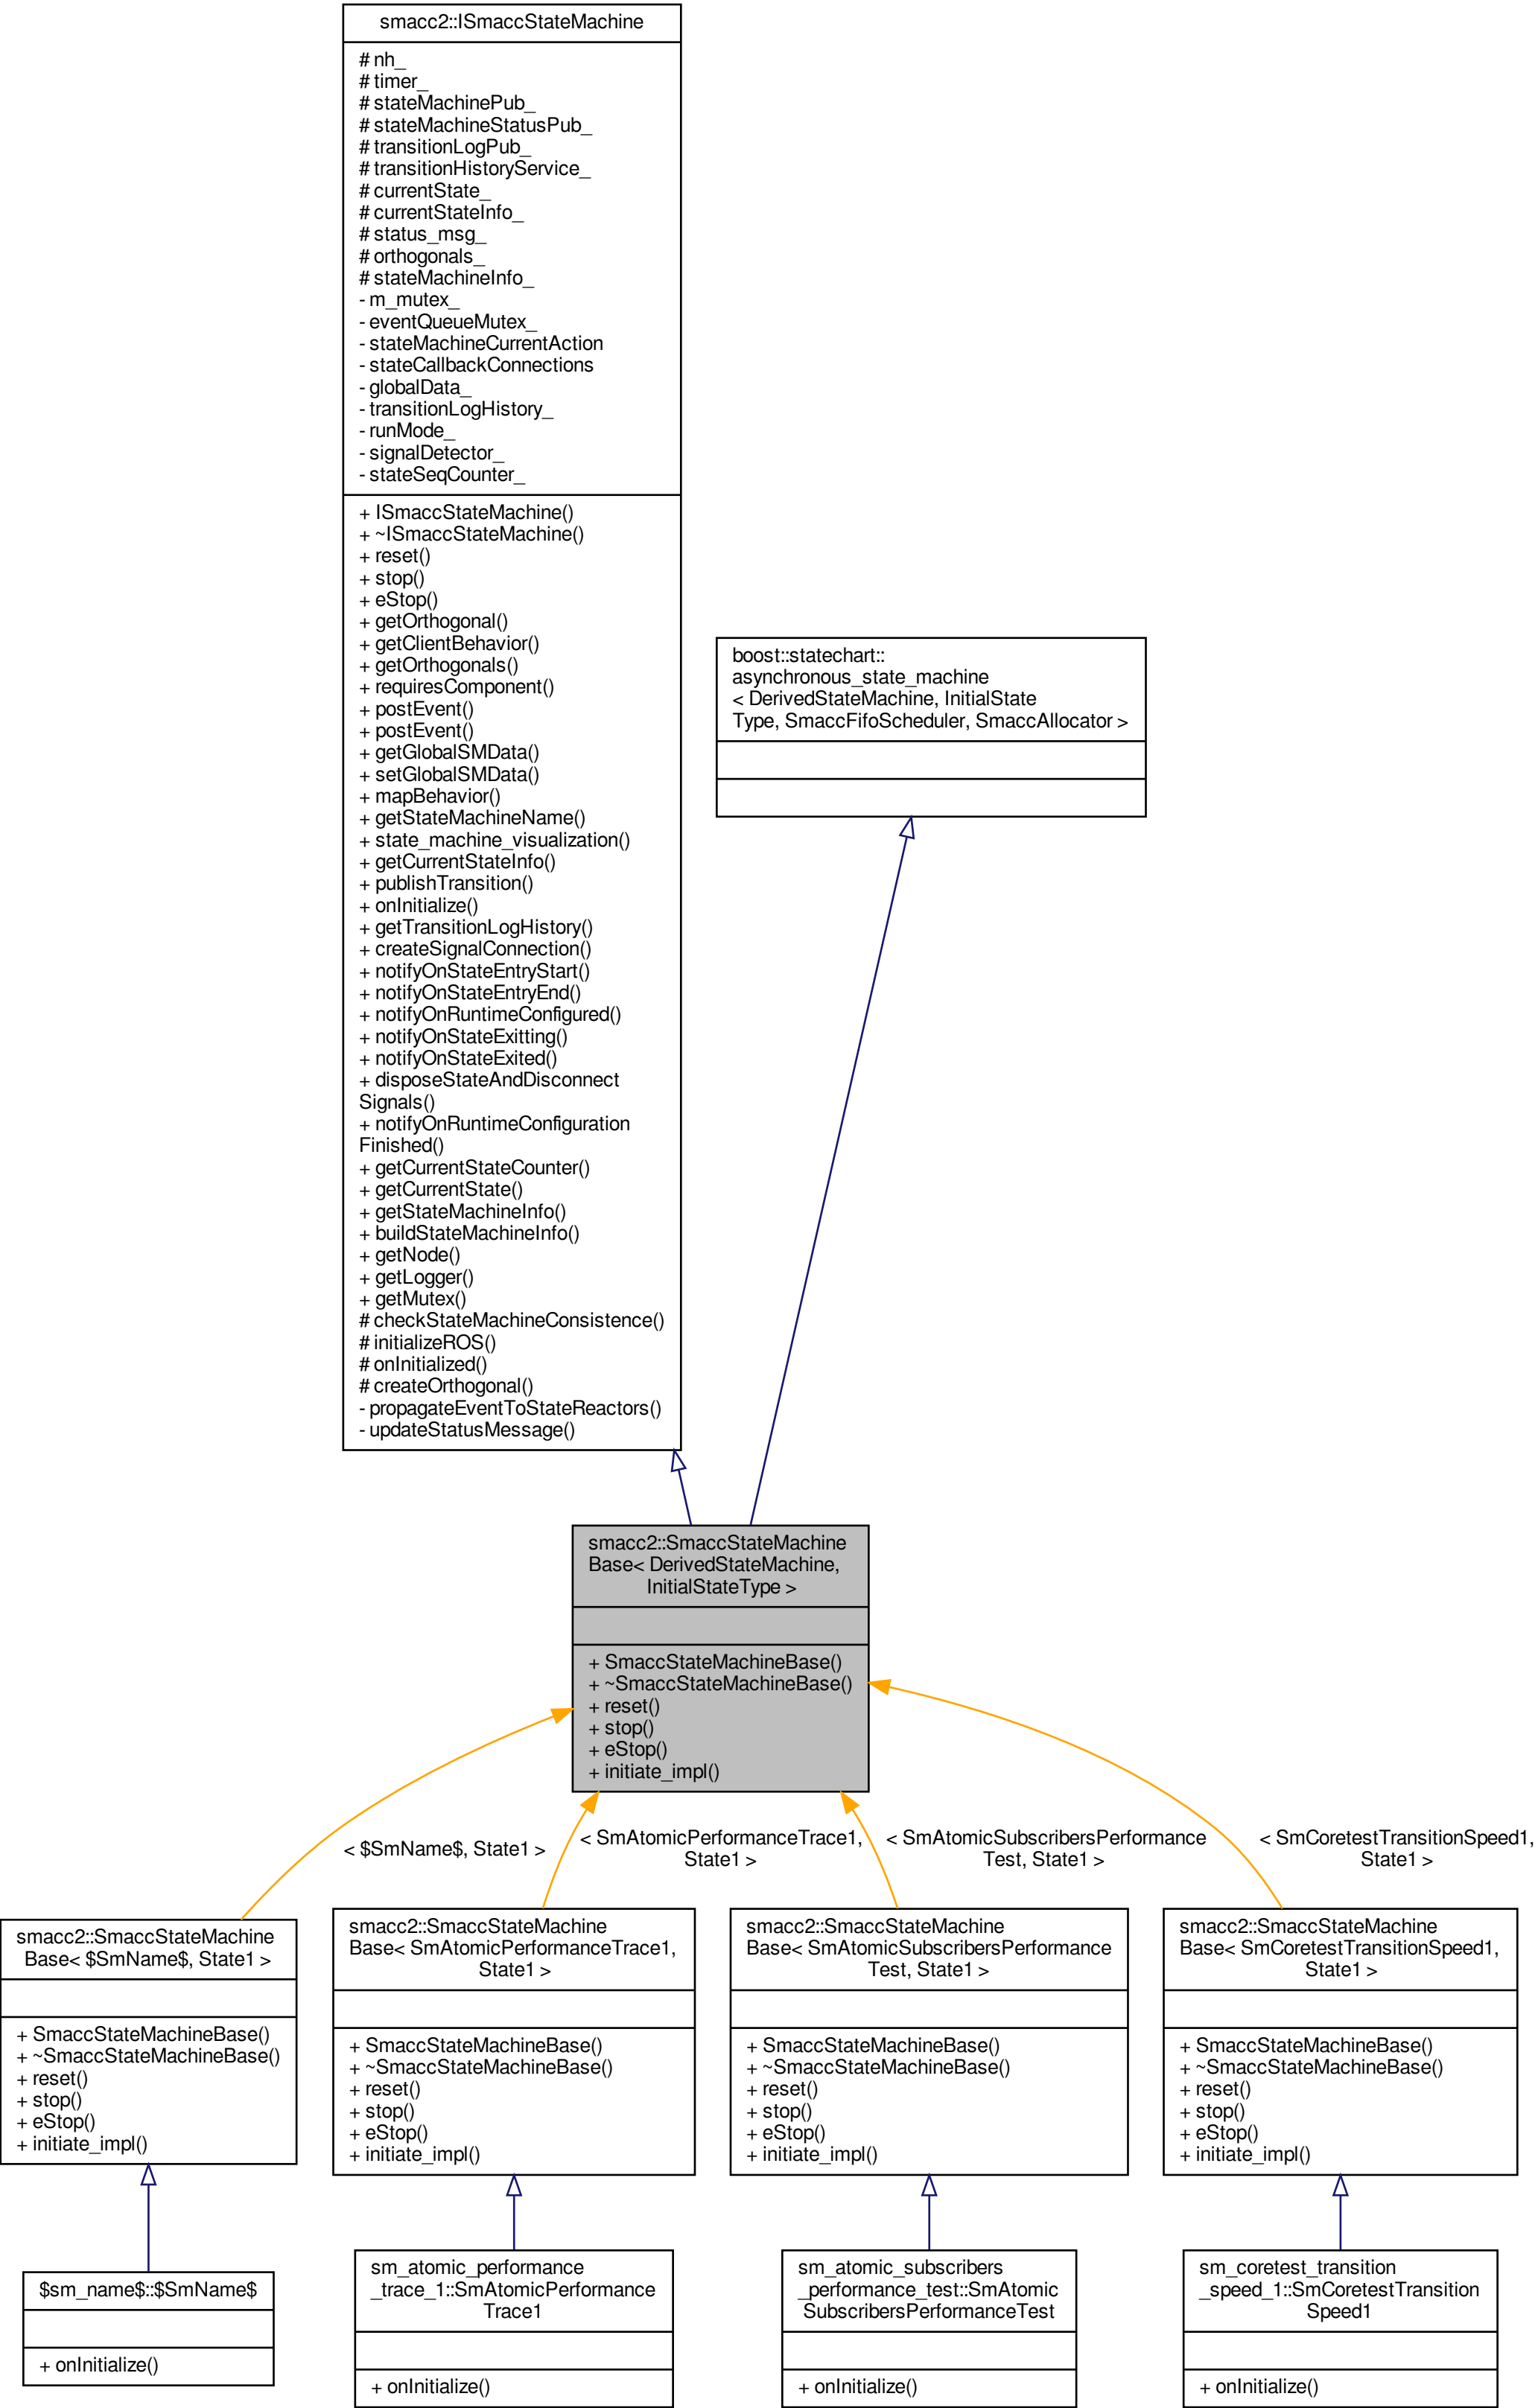 smacc2::ISmaccStateMachine
# nh_
# timer_
# stateMachinePub_
# stateMachineStatusPub_
# transitionLogPub_
# transitionHistoryService_
# currentState_
# currentStateInfo_
# status_msg_
# orthogonals_
# stateMachineInfo_
- m_mutex_
- eventQueueMutex_
- stateMachineCurrentAction
- stateCallbackConnections
- globalData_
- transitionLogHistory_
- runMode_
- signalDetector_
- stateSeqCounter_
+ ISmaccStateMachine()
+ ~ISmaccStateMachine()
+ reset()
+ stop()
+ eStop()
+ getOrthogonal()
+ getClientBehavior()
+ getOrthogonals()
+ requiresComponent()
+ postEvent()
+ postEvent()
+ getGlobalSMData()
+ setGlobalSMData()
+ mapBehavior()
+ getStateMachineName()
+ state_machine_visualization()
+ getCurrentStateInfo()
+ publishTransition()
+ onInitialize()
+ getTransitionLogHistory()
+ createSignalConnection()
+ notifyOnStateEntryStart()
+ notifyOnStateEntryEnd()
+ notifyOnRuntimeConfigured()
+ notifyOnStateExitting()
+ notifyOnStateExited()
+ disposeStateAndDisconnect
Signals()
+ notifyOnRuntimeConfiguration
Finished()
+ getCurrentStateCounter()
+ getCurrentState()
+ getStateMachineInfo()
+ buildStateMachineInfo()
+ getNode()
+ getLogger()
+ getMutex()
# checkStateMachineConsistence()
# initializeROS()
# onInitialized()
# createOrthogonal()
- propagateEventToStateReactors()
- updateStatusMessage()
boost::statechart::
asynchronous_state_machine
< DerivedStateMachine, InitialState
Type, SmaccFifoScheduler, SmaccAllocator >
smacc2::SmaccStateMachine
Base< DerivedStateMachine,
InitialStateType >
+ SmaccStateMachineBase()
+ ~SmaccStateMachineBase()
+ reset()
+ stop()
+ eStop()
+ initiate_impl()
< $SmName$, State1 >
< SmAtomicPerformanceTrace1,
State1 >
< SmAtomicSubscribersPerformance
Test, State1 >
< SmCoretestTransitionSpeed1,
State1 >
smacc2::SmaccStateMachine
Base< $SmName$, State1 >
+ SmaccStateMachineBase()
+ ~SmaccStateMachineBase()
+ reset()
+ stop()
+ eStop()
+ initiate_impl()
smacc2::SmaccStateMachine
Base< SmAtomicPerformanceTrace1,
State1 >
+ SmaccStateMachineBase()
+ ~SmaccStateMachineBase()
+ reset()
+ stop()
+ eStop()
+ initiate_impl()
smacc2::SmaccStateMachine
Base< SmAtomicSubscribersPerformance
Test, State1 >
+ SmaccStateMachineBase()
+ ~SmaccStateMachineBase()
+ reset()
+ stop()
+ eStop()
+ initiate_impl()
smacc2::SmaccStateMachine
Base< SmCoretestTransitionSpeed1,
State1 >
+ SmaccStateMachineBase()
+ ~SmaccStateMachineBase()
+ reset()
+ stop()
+ eStop()
+ initiate_impl()
$sm_name$::$SmName$
+ onInitialize()
sm_atomic_performance
_trace_1::SmAtomicPerformance
Trace1
+ onInitialize()
sm_atomic_subscribers
_performance_test::SmAtomic
SubscribersPerformanceTest
+ onInitialize()
sm_coretest_transition
_speed_1::SmCoretestTransition
Speed1
+ onInitialize()